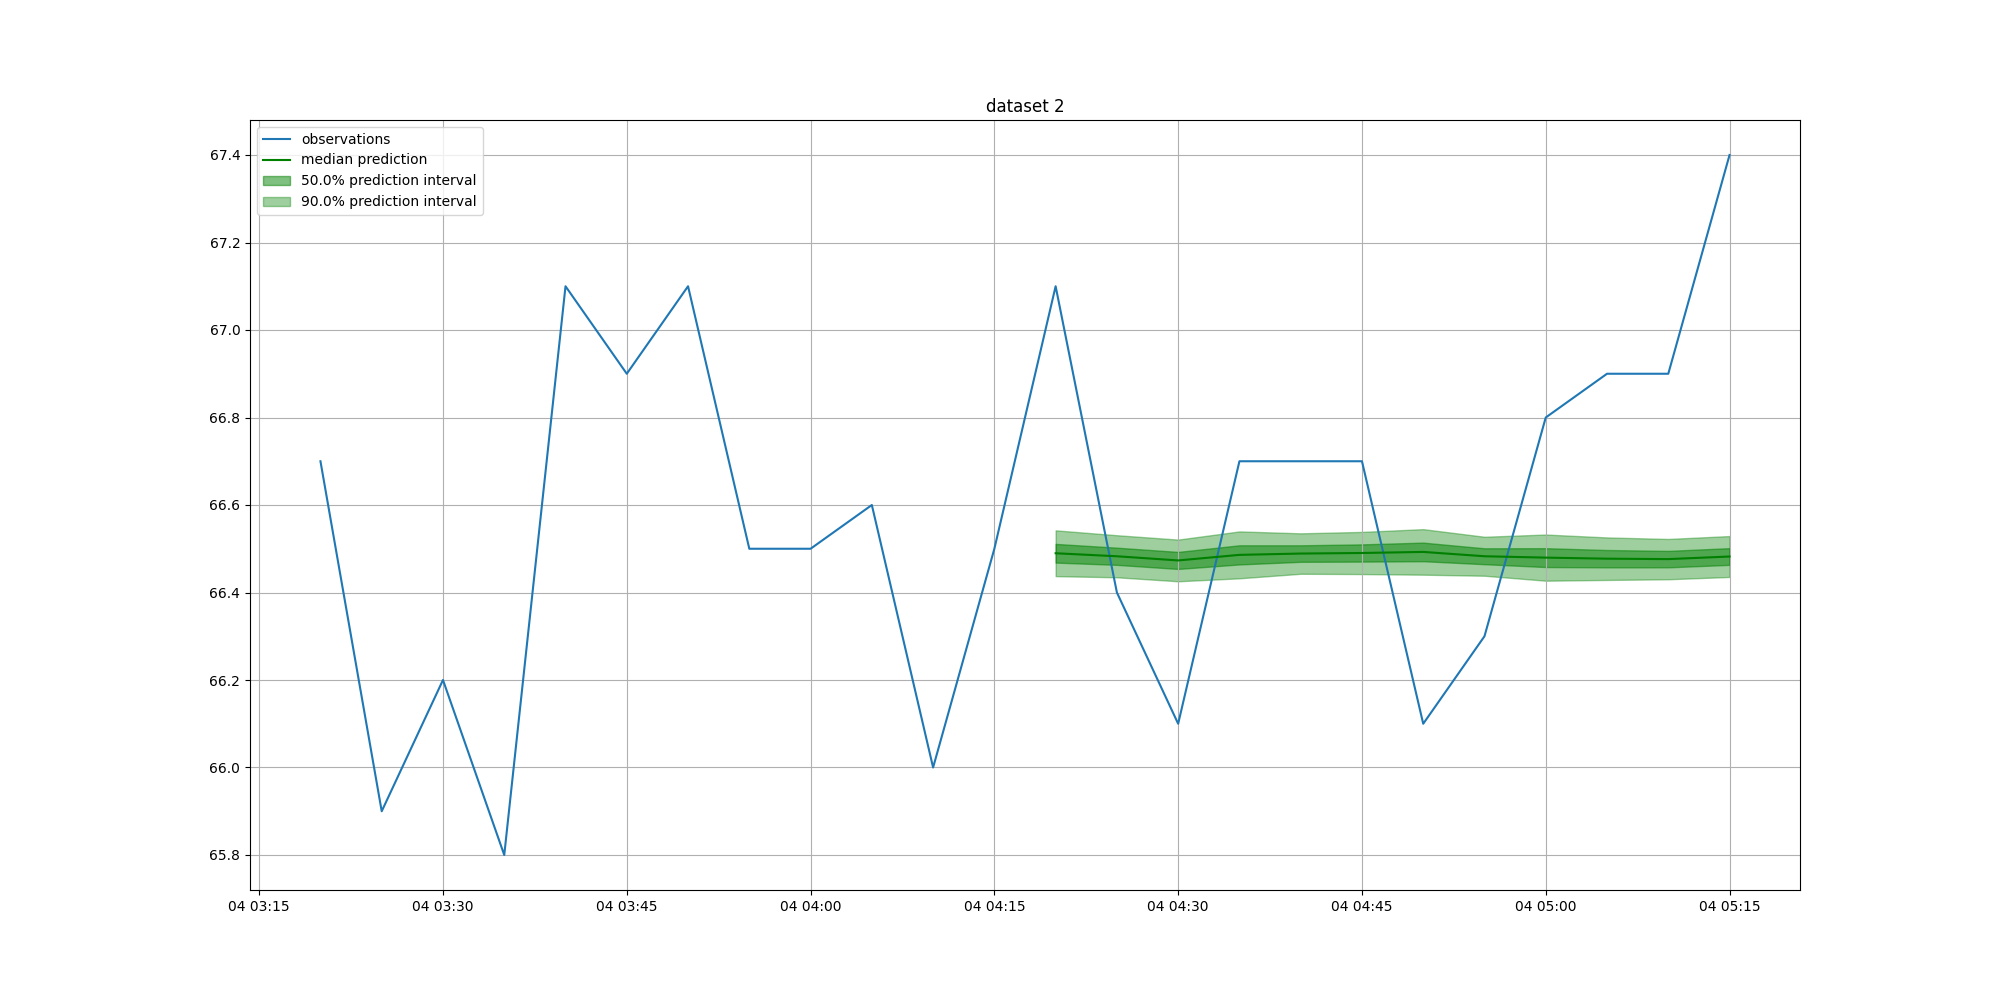 dataset 2
observations
median prediction
50.0% prediction interval
90.0% prediction interval
67.4
67.2
67.0
66.8
66.6
66.4
66.2
66.0
65.8
04 03:15 04 03:30 04 03:45 04 04:00 04 04:15 04 04:30 04 04:45 04 05:00 04 05:15